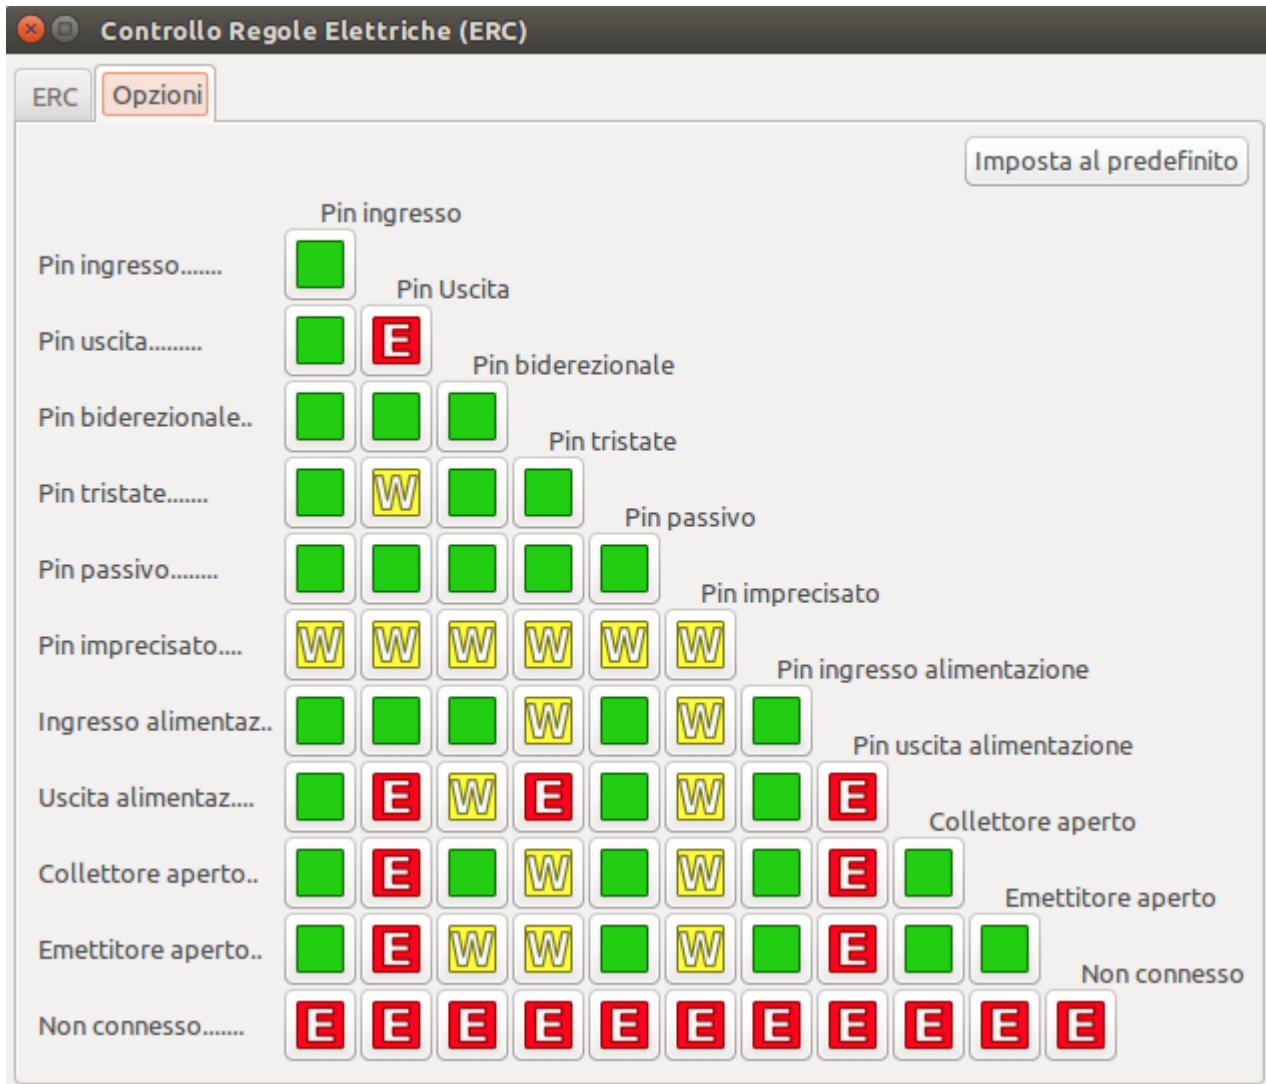 Controllo Regole Elettriche (ERC)
ERC Opzioni
Imposta al predefinito
Pin ingresso
Pin ingresso.......
Pin Uscita
Pin uscita......... E
Pin biderezionale
Pin biderezionale..
Pin tristate
Pin tristate....... W
Pin passivo
Pin passivo........
Pin imprecisato
Pin imprecisato.... W W W W W W
Pin ingresso alimentazione
Ingresso alimentaz.. W W
Pin uscita alimentazione
Uscita alimentaz.... E W E W E
Collettore aperto
Collettore aperto.. E W W E
Emettitore aperto
Emettitore aperto.. E W W W E
Non connesso
Non connesso....... E E E E E E E E E E E